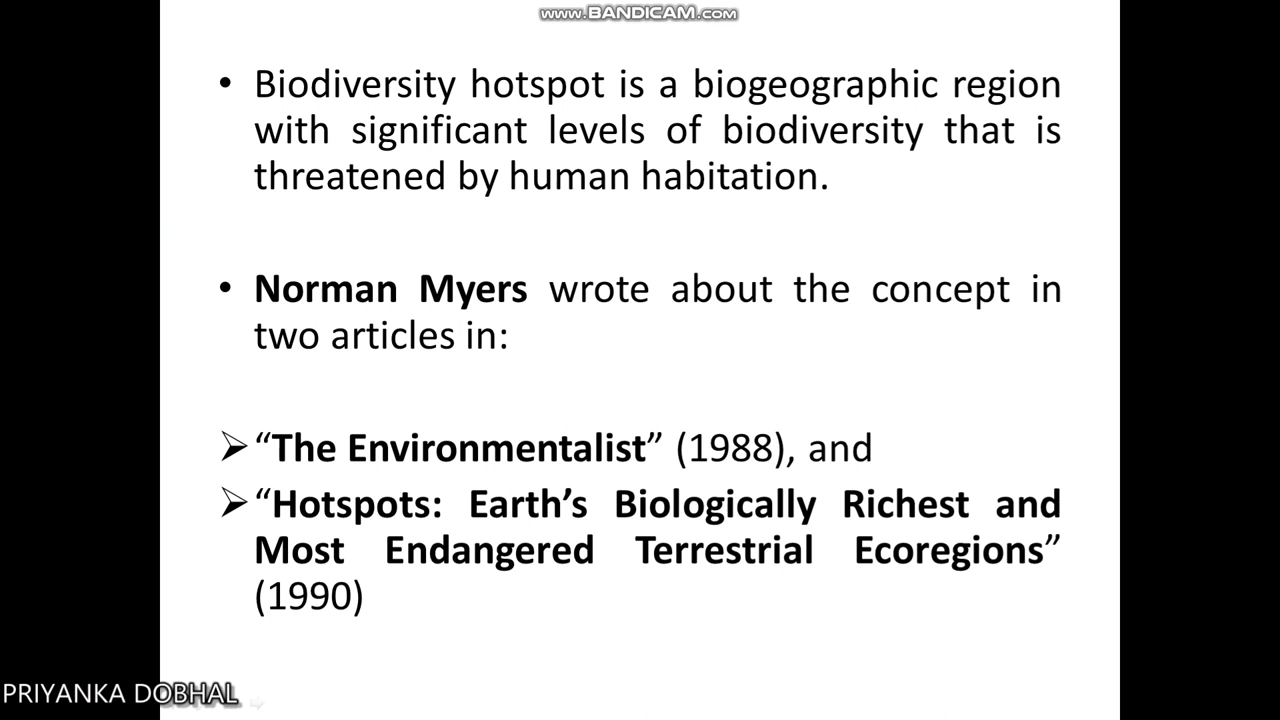 www.BANDICAM.com
• Biodiversity hotspot is a biogeographic region
with significant levels of biodiversity that is
threatened by human habitation.
• Norman Myers wrote about the concept in
two articles in:
➢ “The Environmentalist” (1988), and
➢ “Hotspots: Earth’s Biologically Richest and
Most Endangered Terrestrial Ecoregions”
(1990)
PRIYANKA DOBHAL